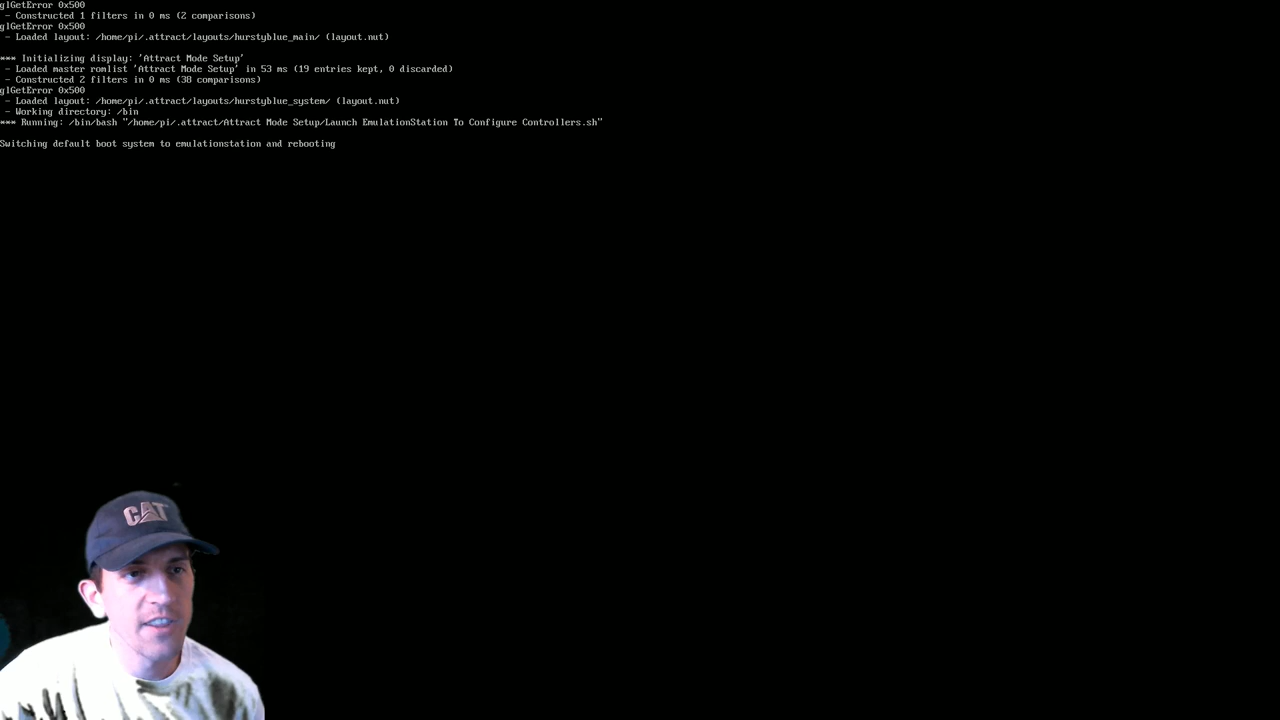 glGetError 0x500
- Constructed 1 filters in 0 ms (2 comparisons)
glGetError 0x500
- Loaded layout: /home/pi/.attract/layouts/hurstyblue_main/ (layout.nut)
*** Initializing display: 'Attract Mode Setup'
- Loaded master romlist 'Attract Mode Setup' in 53 ms (19 entries kept, 0 discarded)
- Constructed 2 filters in 0 ms (38 comparisons)
glGetError 0x500
- Loaded layout: /home/pi/.attract/layouts/hurstyblue_system/ (layout.nut)
- Working directory: /bin
*** Running: /bin/bash "/home/pi/.attract/Attract Mode Setup/Launch EmulationStation To Configure Controllers.sh"
Switching default boot system to emulationstation and rebooting
CAT